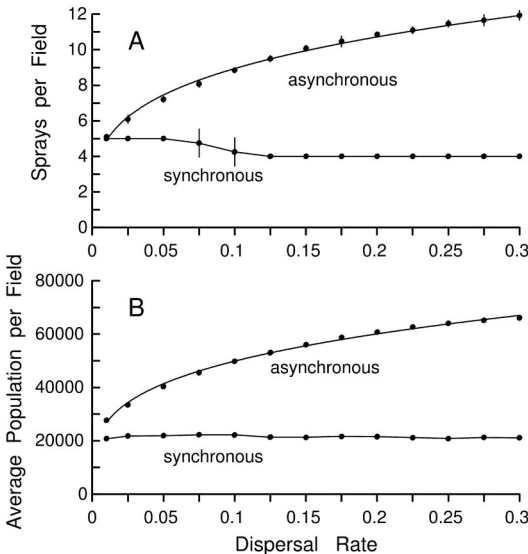 A
Sprays per Field
12
10
8
6
4
2
0
asynchronous
synchronous
0 0.05 0.1 0.15 0.2 0.25 0.3
B
Average Population per Field
80000
60000
40000
20000
0
asynchronous
synchronous
0 0.05 0.1 0.15 0.2 0.25 0.3
Dispersal Rate